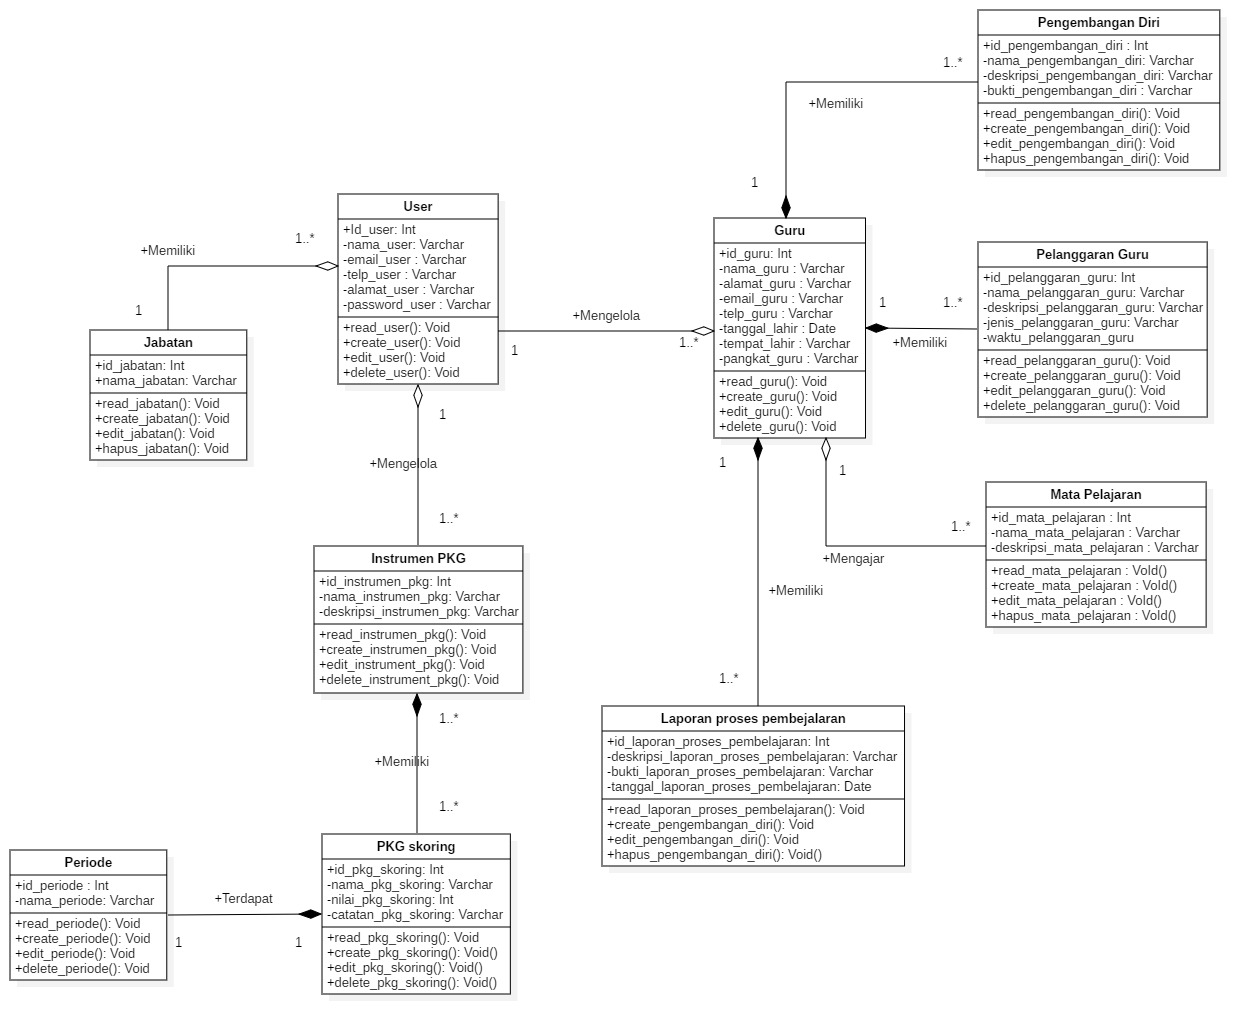 Pengembangan Diri
+id_pengembangan_diri : Int
-nama_pengembangan_diri: Varchar
-deskripsi_pengembangan_diri: Varchar
-bukti_pengembangan_diri : Varchar
+read_pengembangan_diri(): Void
+create_pengembangan_diri(): Void
+edit_pengembangan_diri(): Void
+hapus_pengembangan_diri(): Void
1..*
+Memiliki
1
User
+Id_user: Int
-nama_user: Varchar
-email_user : Varchar
-telp_user : Varchar
-alamat_user : Varchar
-password_user : Varchar
+read_user(): Void
+create_user(): Void
+edit_user(): Void
+delete_user(): Void
1..*
+Memiliki
1
Jabatan
+id_jabatan: Int
+nama_jabatan: Varchar
+read_jabatan(): Void
+create_jabatan(): Void
+edit_jabatan(): Void
+hapus_jabatan(): Void
+Mengelola
1
1..*
Guru
+id_guru: Int
-nama_guru : Varchar
-alamat_guru : Varchar
-email_guru : Varchar
-telp_guru : Varchar
-tanggal_lahir : Date
-tempat_lahir : Varchar
-pangkat_guru : Varchar
+read_guru(): Void
+create_guru(): Void
+edit_guru(): Void
+delete_guru(): Void
1
1..*
+Memiliki
Pelanggaran Guru
+id_pelanggaran_guru: Int
-nama_pelanggaran_guru: Varchar
-deskripsi_pelanggaran_guru: Varchar
-jenis_pelanggaran_guru: Varchar
-waktu_pelanggaran_guru
+read_pelanggaran_guru(): Void
+create_pelanggaran_guru(): Void
+edit_pelanggaran_guru(): Void
+delete_pelanggaran_guru(): Void
1
+Mengelola
1..*
1
1
1..*
+Mengajar
Mata Pelajaran
+id_mata_pelajaran : Int
-nama_mata_pelajaran : Varchar
-deskripsi_mata_pelajaran : Varchar
+read_mata_pelajaran : VoId()
+create_mata_pelajaran : VoId()
+edit_mata_pelajaran : VoId()
+hapus_mata_pelajaran : VoId()
Instrumen PKG
+id_instrumen_pkg: Int
-nama_instrumen_pkg: Varchar
-deskripsi_instrumen_pkg: Varchar
+read_instrumen_pkg(): Void
+create_instrumen_pkg(): Void
+edit_instrument_pkg(): Void
+delete_instrument_pkg(): Void
+Memiliki
1..*
Laporan proses pembejalaran
+id_laporan_proses_pembelajaran: Int
-deskripsi_laporan_proses_pembelajaran: Varchar
-bukti_laporan_proses_pembelajaran: Varchar
-tanggal_laporan_proses_pembelajaran: Date
+read_laporan_proses_pembelajaran(): Void
+create_pengembangan_diri(): Void
+edit_pengembangan_diri(): Void
+hapus_pengembangan_diri(): Void()
1..*
+Memiliki
1..*
PKG skoring
+id_pkg_skoring: Int
-nama_pkg_skoring: Varchar
-nilai_pkg_skoring: Int
-catatan_pkg_skoring: Varchar
+read_pkg_skoring(): Void
+create_pkg_skoring(): Void()
+edit_pkg_skoring(): Void()
+delete_pkg_skoring(): Void()
Periode
+id_periode : Int
-nama_periode: Varchar
+read_periode(): Void
+create_periode(): Void
+edit_periode(): Void
+delete_periode(): Void
+Terdapat
1
1